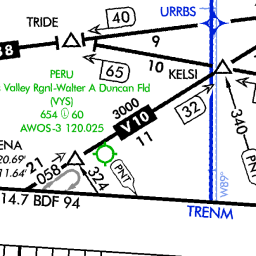 URRBS
TRIDE
40
9
38
10
65
KELSI
PERU
Valley Rgnl-Walter A Duncan Fld
(VYS)
654 60
AWOS-3 120.025
3000
V10
11
32
340
ENA
20.69'
11.64'
21
058
324
PNT
PNT
W89°
14.7 BDF 94
TRENM